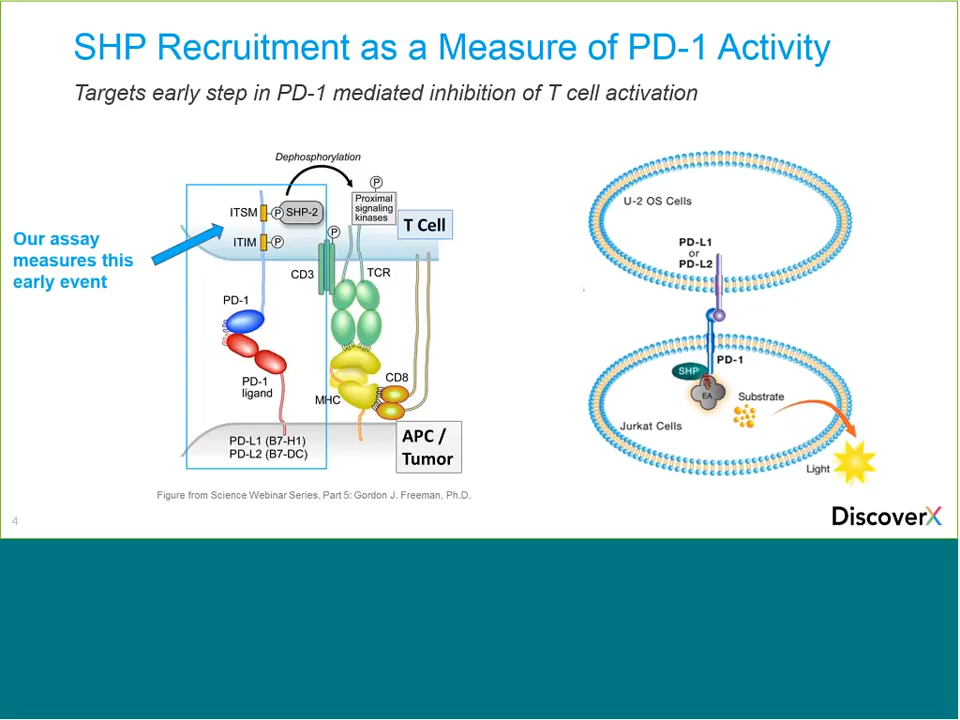 SHP Recruitment as a Measure of PD-1 Activity
Targets early step in PD-1 mediated inhibition of T cell activation
Our assay
measures this
early event
Dephosphorylation
ITSM
P
SHP-2
P
Proximal
signaling
kinases
T Cell
ITIM
P
P
CD3
TCR
PD-1
PD-1
ligand
MHC
CD8
PD-L1 (B7-H1)
PD-L2 (B7-DC)
APC /
Tumor
Figure from Science Webinar Series, Part 5: Gordon J. Freeman, Ph.D.
U-2 OS Cells
PD-L1
or
PD-L2
PD-1
SHP
EA
Substrate
Jurkat Cells
Light
4
DiscoverX